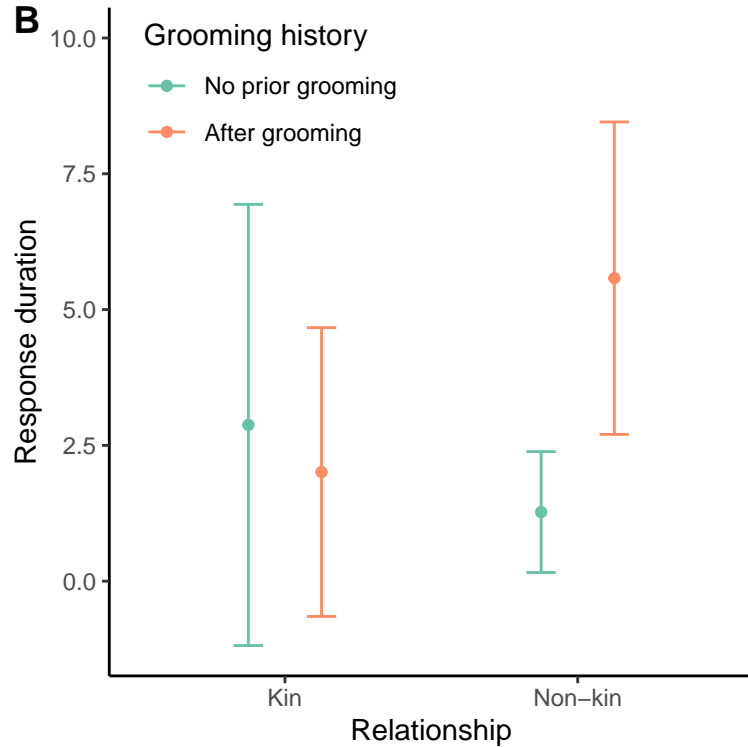 B
Grooming history
No prior grooming
After grooming
Response duration
10.0
7.5
5.0
2.5
0.0
Kin
Non−kin
Relationship